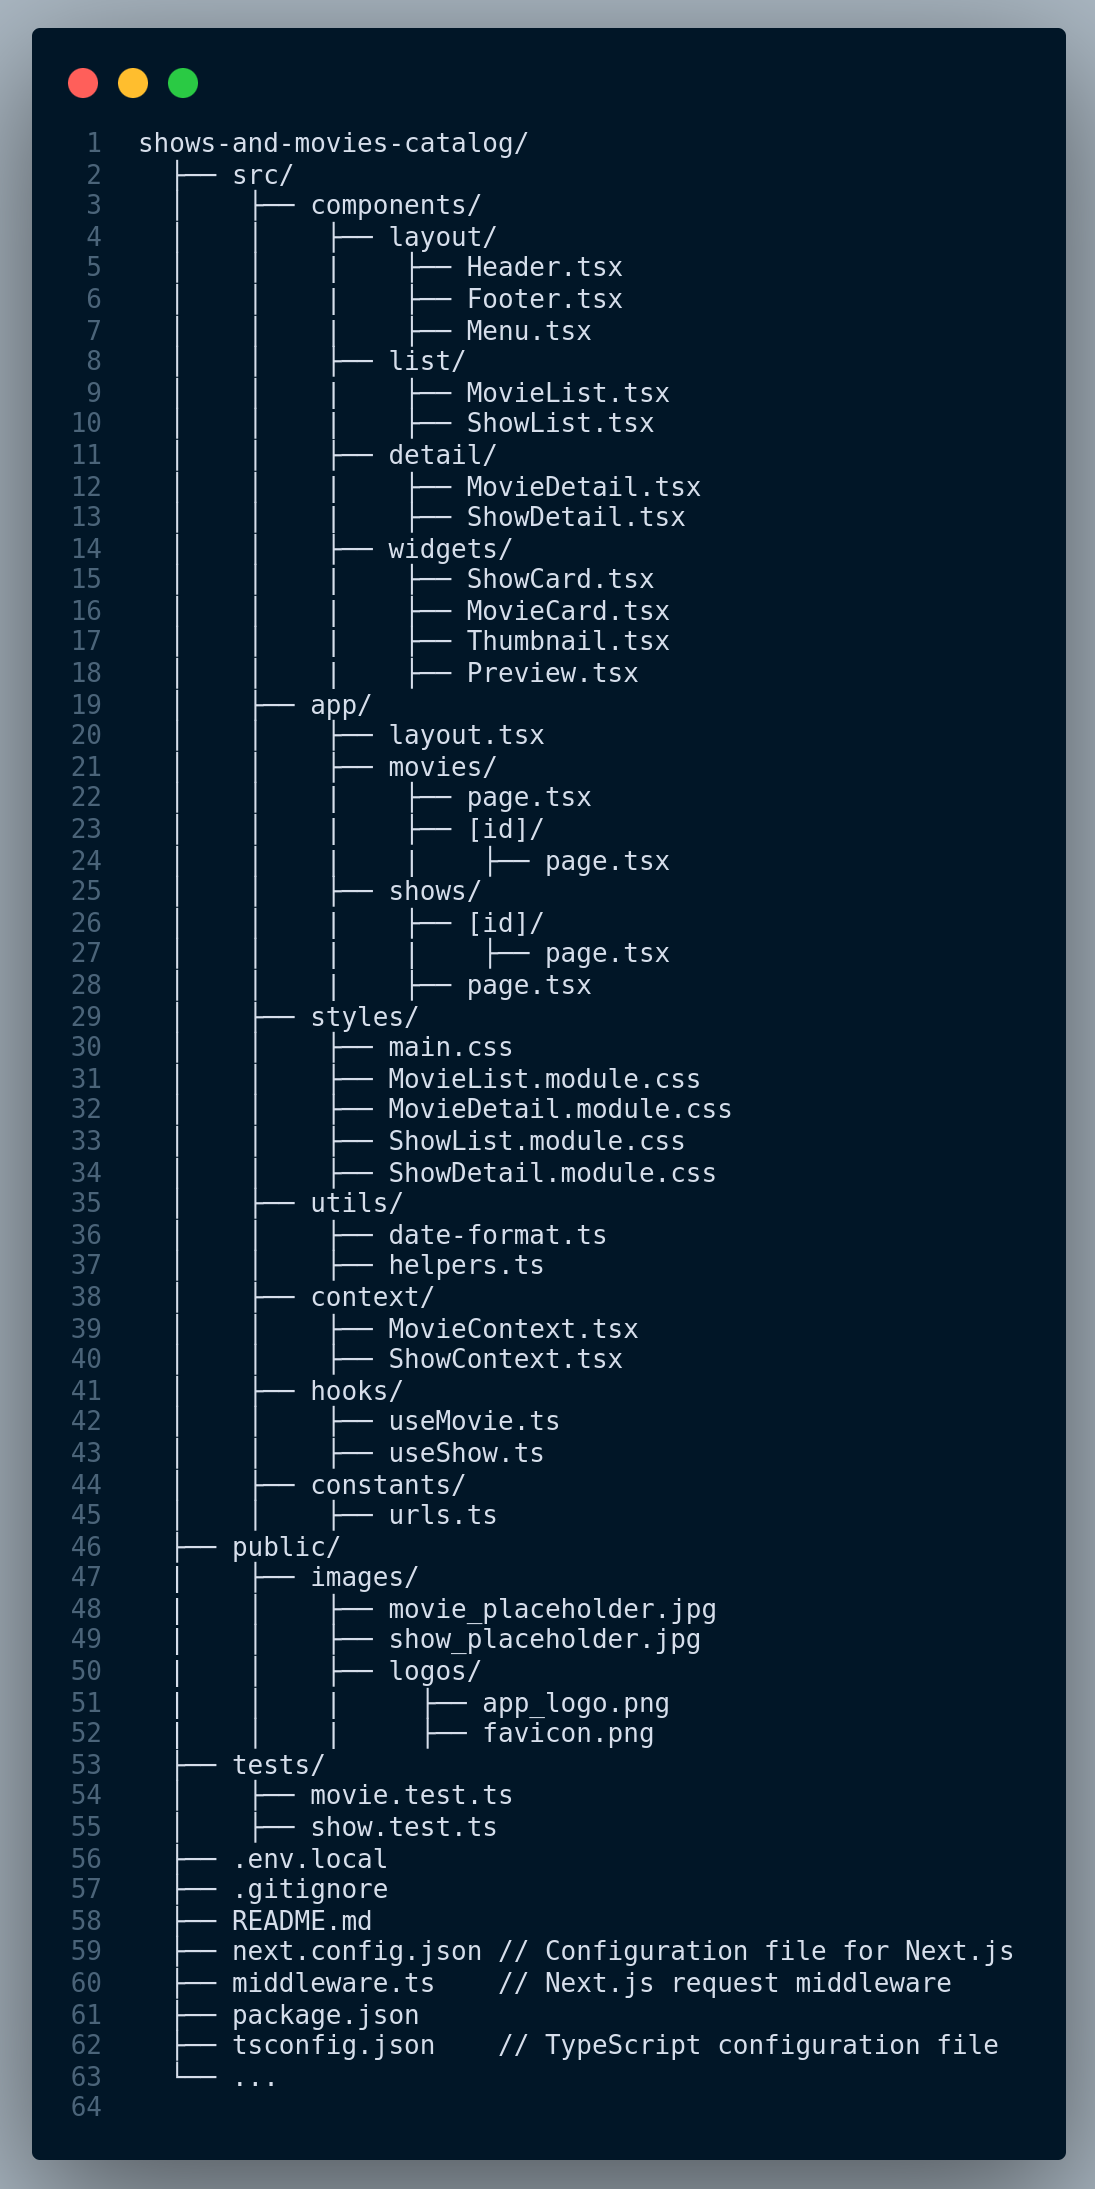 1 shows-and-movies-catalog/
2   ├── src/
3   │    ├── components/
4   │    │    ├── layout/
5   │    │    |    ├── Header.tsx
6   │    │    |    ├── Footer.tsx
7   │    │    |    ├── Menu.tsx
8   │    │    ├── list/
9   │    │    |    ├── MovieList.tsx
10   │    │    |    ├── ShowList.tsx
11   │    │    ├── detail/
12   │    │    |    ├── MovieDetail.tsx
13   │    │    |    ├── ShowDetail.tsx
14   │    │    ├── widgets/
15   │    │    |    ├── ShowCard.tsx
16   │    │    |    ├── MovieCard.tsx
17   │    │    |    ├── Thumbnail.tsx
18   │    │    |    ├── Preview.tsx
19   │    ├── app/
20   │    │    ├── layout.tsx
21   │    │    ├── movies/
22   │    │    |    ├── page.tsx
23   │    │    |    ├── [id]/
24   │    │    |    |    ├── page.tsx
25   │    │    ├── shows/
26   │    │    |    ├── [id]/
27   │    │    |    |    ├── page.tsx
28   │    │    |    ├── page.tsx
29   │    ├── styles/
30   │    │    ├── main.css
31   │    │    ├── MovieList.module.css
32   │    │    ├── MovieDetail.module.css
33   │    │    ├── ShowList.module.css
34   │    │    ├── ShowDetail.module.css
35   │    ├── utils/
36   │    │    ├── date-format.ts
37   │    │    ├── helpers.ts
38   │    ├── context/
39   │    │    ├── MovieContext.tsx
40   │    │    ├── ShowContext.tsx
41   │    ├── hooks/
42   │    │    ├── useMovie.ts
43   │    │    ├── useShow.ts
44   │    ├── constants/
45   │    │    ├── urls.ts
46   ├── public/
47   |    ├── images/
48   |    │    ├── movie_placeholder.jpg
49   |    │    ├── show_placeholder.jpg
50   |    │    ├── logos/
51   |    │    |     ├── app_logo.png
52   |    │    |     ├── favicon.png
53   ├── tests/
54   │    ├── movie.test.ts
55   │    ├── show.test.ts
56   ├── .env.local
57   ├── .gitignore
58   ├── README.md
59   ├── next.config.json // Configuration file for Next.js
60   ├── middleware.ts    // Next.js request middleware
61   ├── package.json
62   ├── tsconfig.json    // TypeScript configuration file
63   └── ...
64